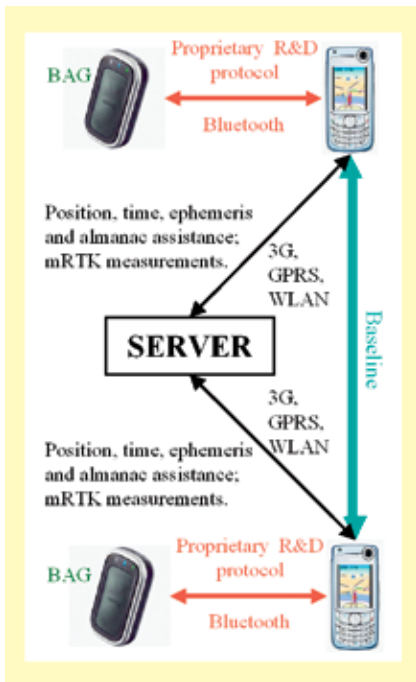 BAG
Proprietary R&D
protocol
Bluetooth
Position, time, ephemeris
and almanac assistance;
mRTK measurements.
3G,
GPRS,
WLAN
SERVER
Baseline
3G,
GPRS,
WLAN
Position, time, ephemeris
and almanac assistance;
mRTK measurements.
BAG
Proprietary R&D
protocol
Bluetooth